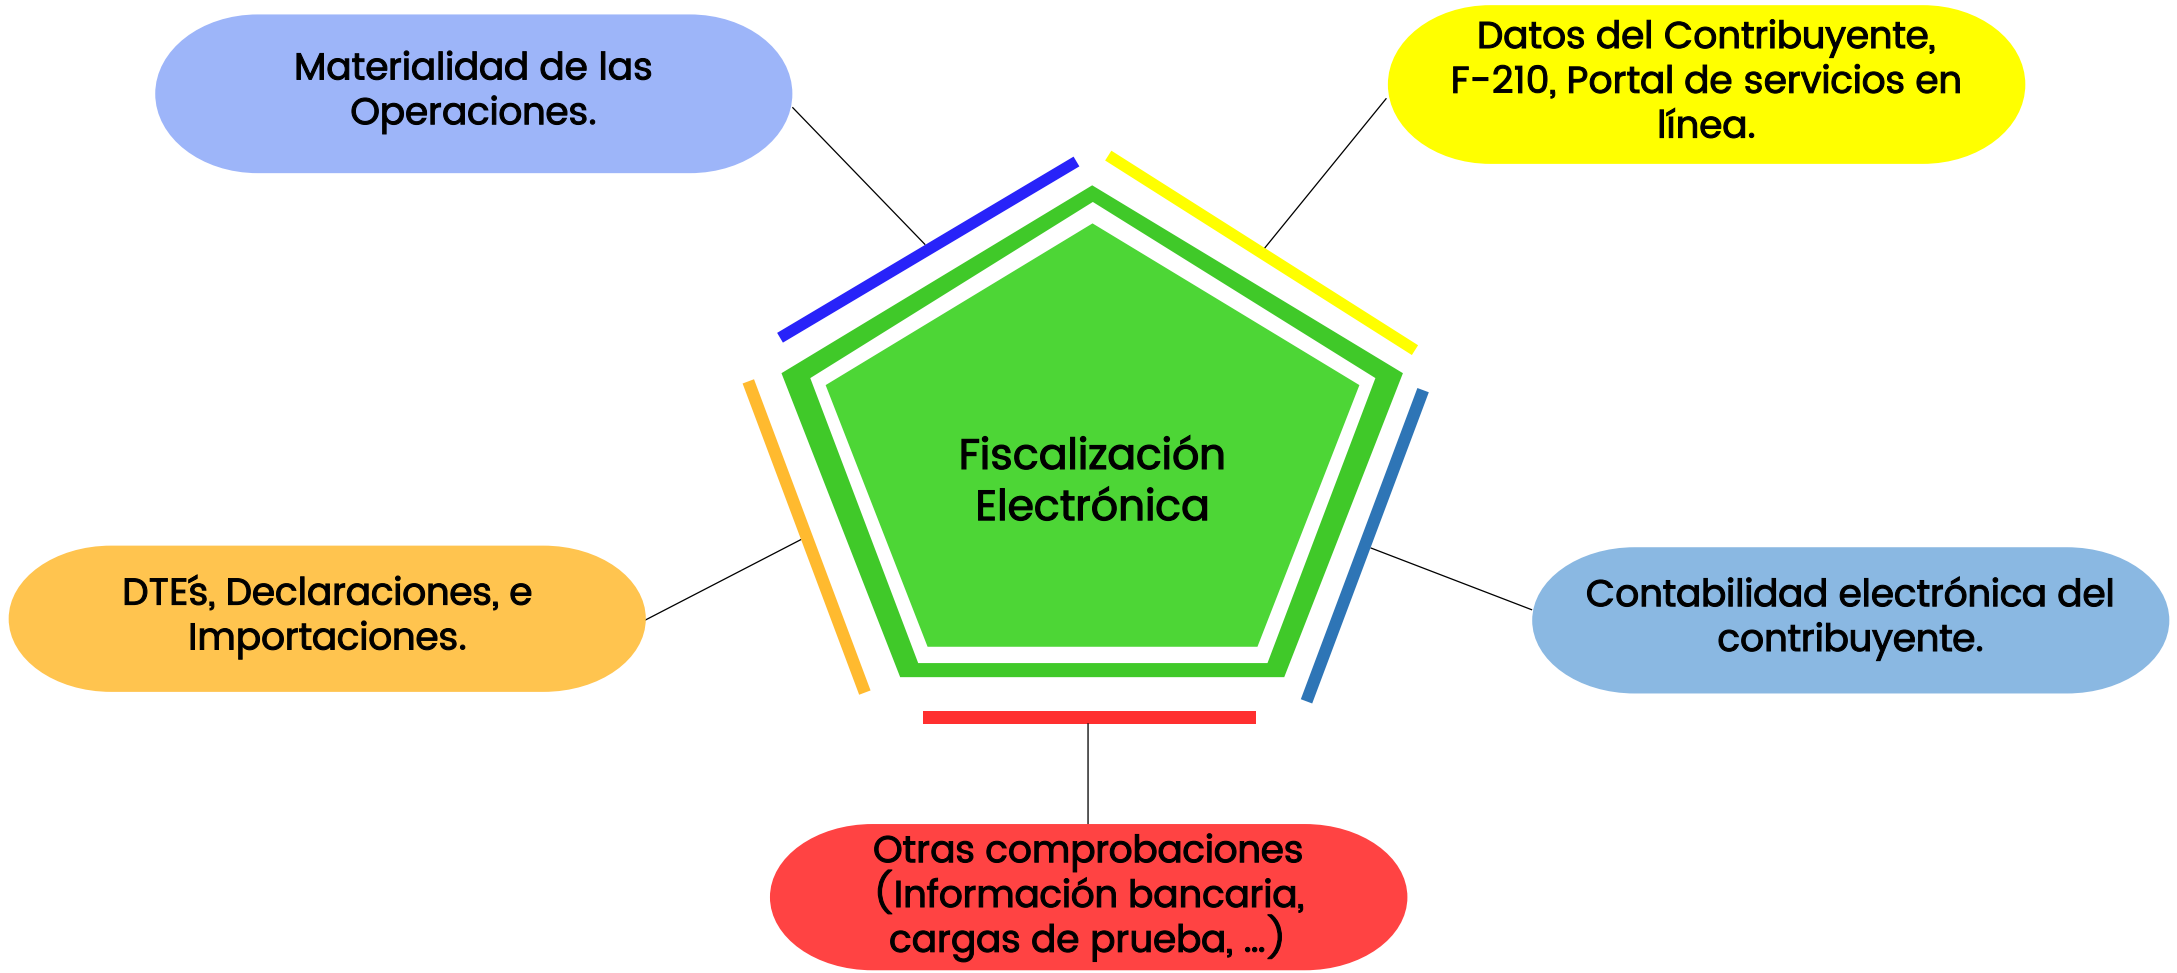 Materialidad de las
Operaciones.
Datos del Contribuyente,
F-210, Portal de servicios en
línea.
Fiscalización
Electrónica
DTE´s, Declaraciones, e
Importaciones.
Contabilidad electrónica del
contribuyente.
Otras comprobaciones
(Información bancaria,
cargas de prueba, ...)